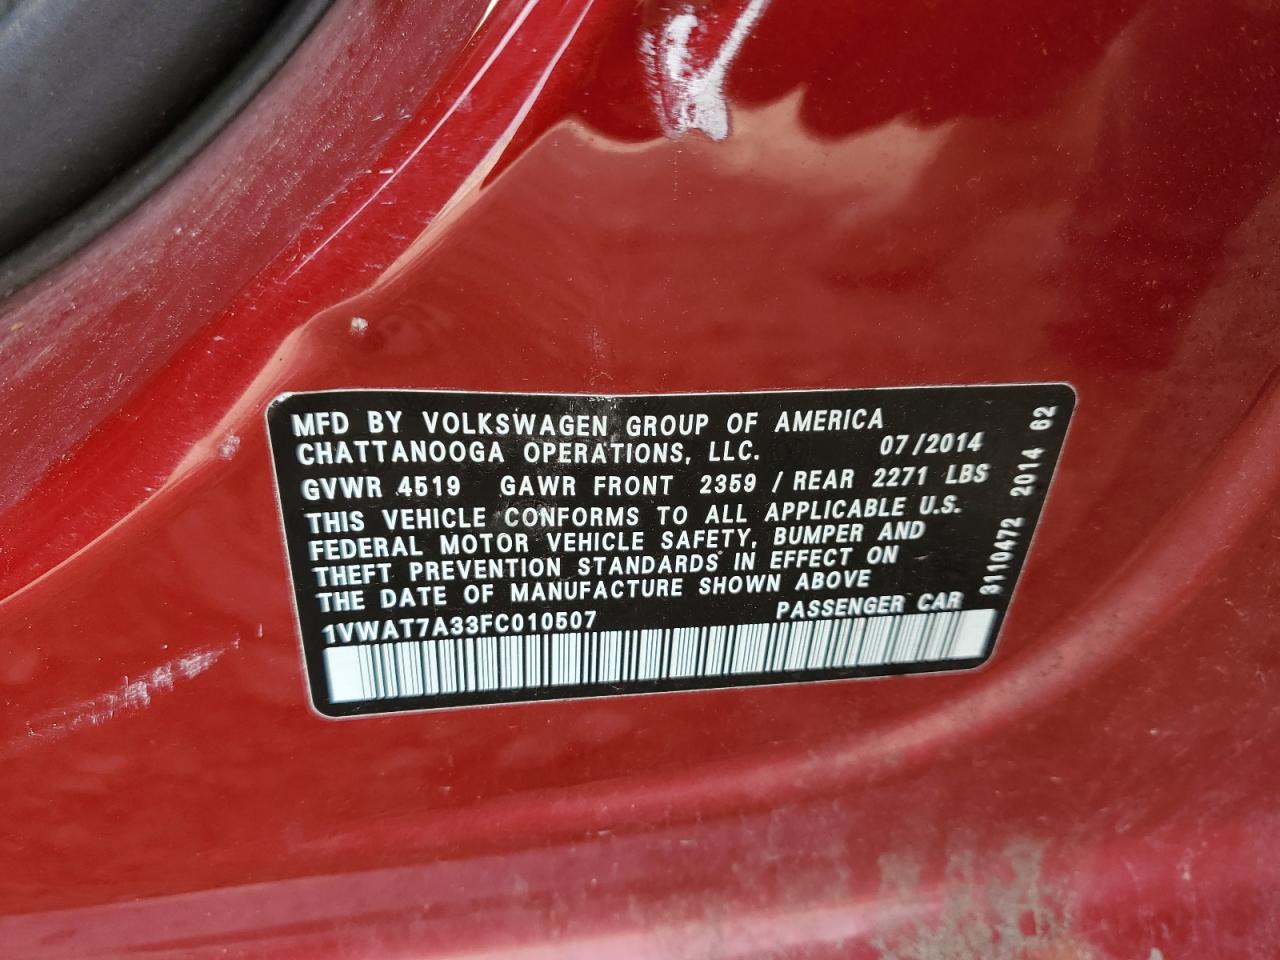 MFD BY VOLKSWAGEN GROUP OF AMERICA
CHATTANOOGA OPERATIONS, LLC. 07/2014
GVWR 4519 GAWR FRONT 2359 / REAR 2271 LBS
THIS VEHICLE CONFORMS TO ALL APPLICABLE U.S.
FEDERAL MOTOR VEHICLE SAFETY, BUMPER AND
THEFT PREVENTION STANDARDS IN EFFECT ON
THE DATE OF MANUFACTURE SHOWN ABOVE
1VWAT7A33FC010507 PASSENGER CAR
3110472 2014 62